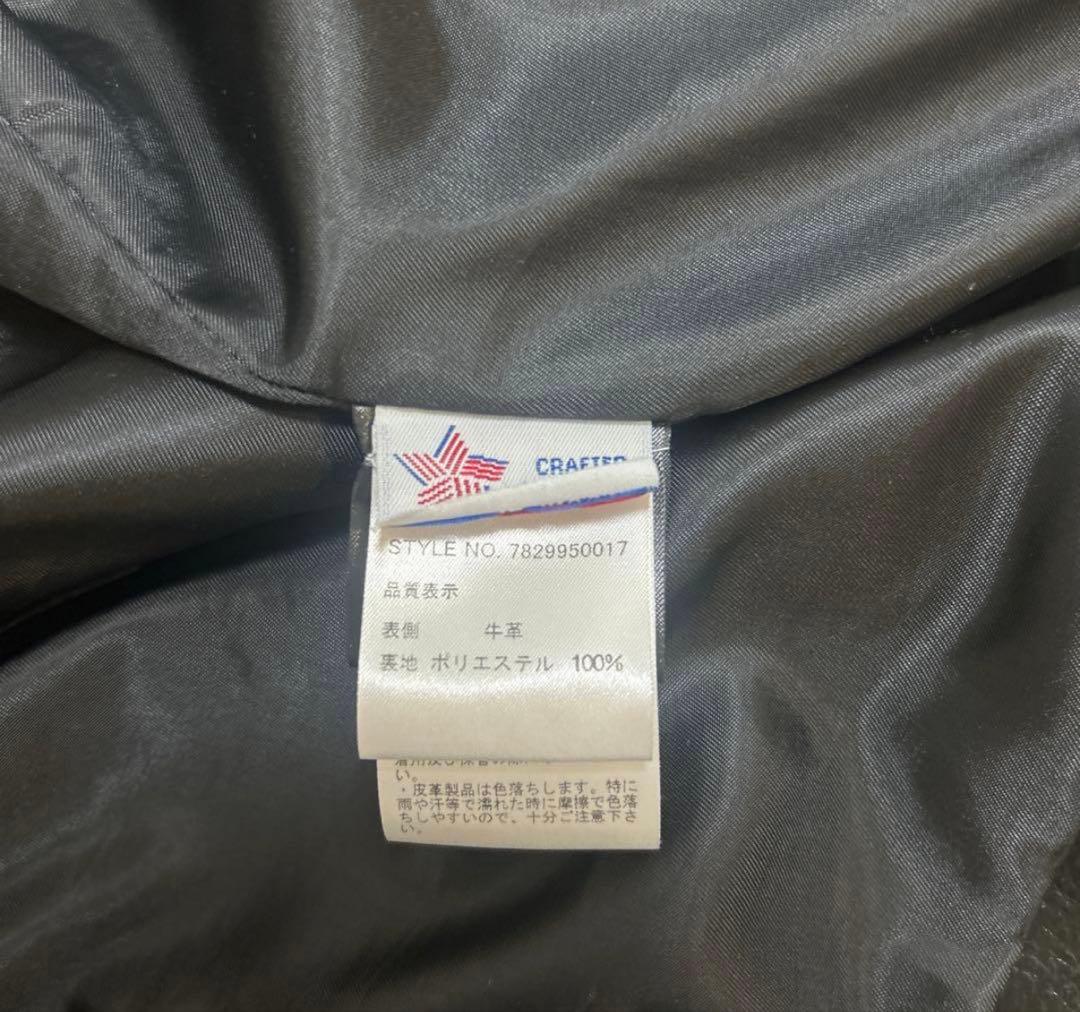 STYLE NO. 7829950017
品質表示
表側 牛革
裏地 ポリエステル 100%
い。
・皮革製品は色落ちします。特に
雨や汗等で濡れた時に摩擦で色落
ちしやすいので、十分ご注意下さ
い。